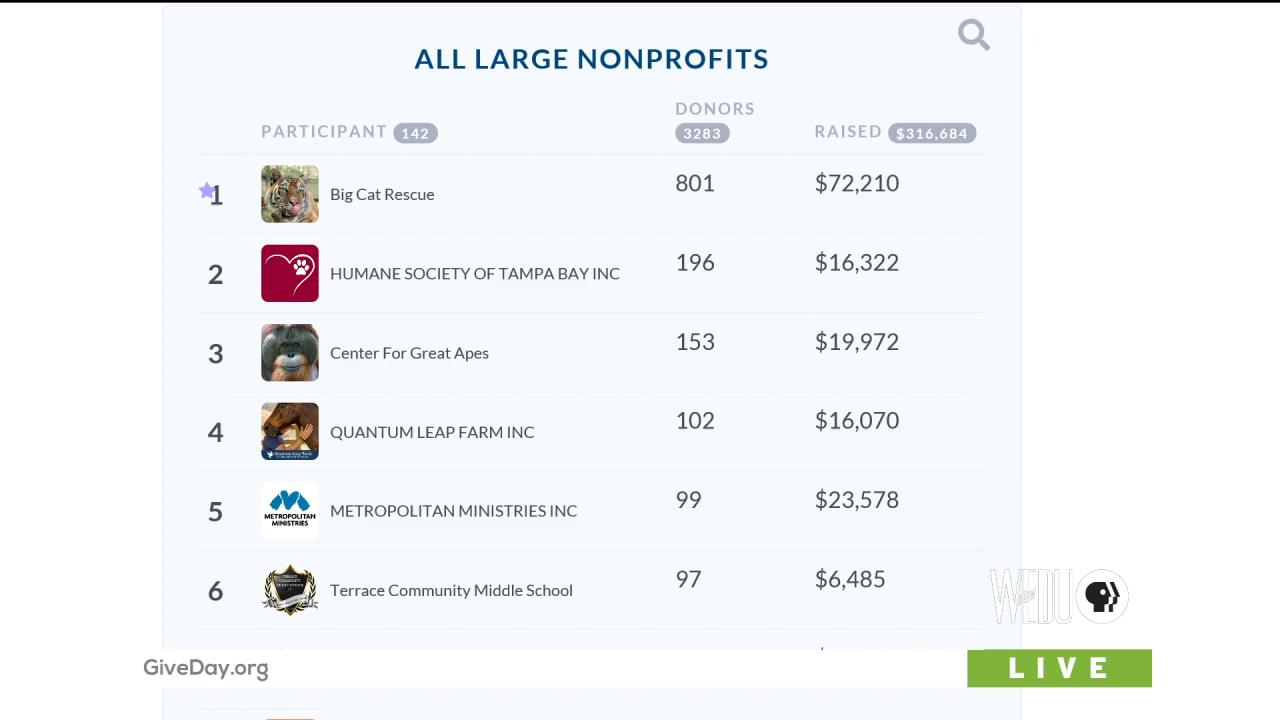 ALL LARGE NONPROFITS
DONORS
PARTICIPANT 142 3283 RAISED $316,684
1 Big Cat Rescue 801 $72,210
2 HUMANE SOCIETY OF TAMPA BAY INC 196 $16,322
3 Center For Great Apes 153 $19,972
4 QUANTUM LEAP FARM INC 102 $16,070
5 METROPOLITAN MINISTRIES METROPOLITAN MINISTRIES INC 99 $23,578
6 Terrace Community Middle School 97 $6,485
WEDU
GiveDay.org LIVE